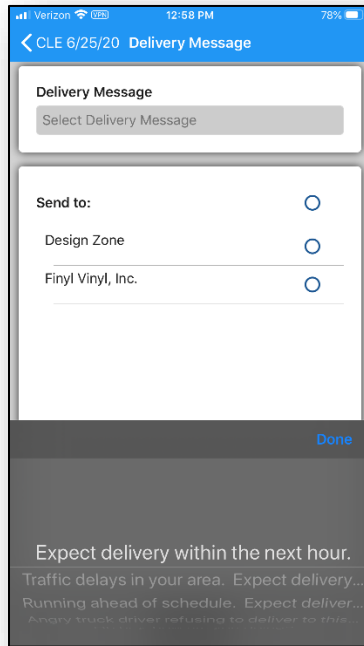 Verizon VPN 12:58 PM 78%
CLE 6/25/20 Delivery Message
Delivery Message
Select Delivery Message
Send to:
Design Zone
Finyl Vinyl, Inc.
Done
Expect delivery within the next hour.
Traffic delays in your area. Expect delivery...
Running ahead of schedule. Expect deliver...
Angry truck driver refusing to deliver to this...